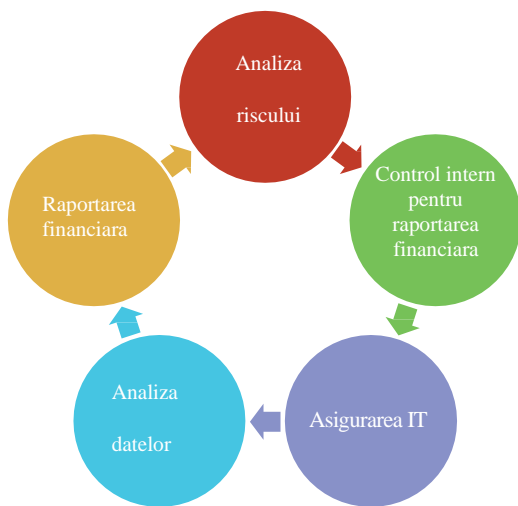 Analiza
riscului
Control intern
pentru
raportarea
financiara
Asigurarea IT
Analiza
datelor
Raportarea
financiara